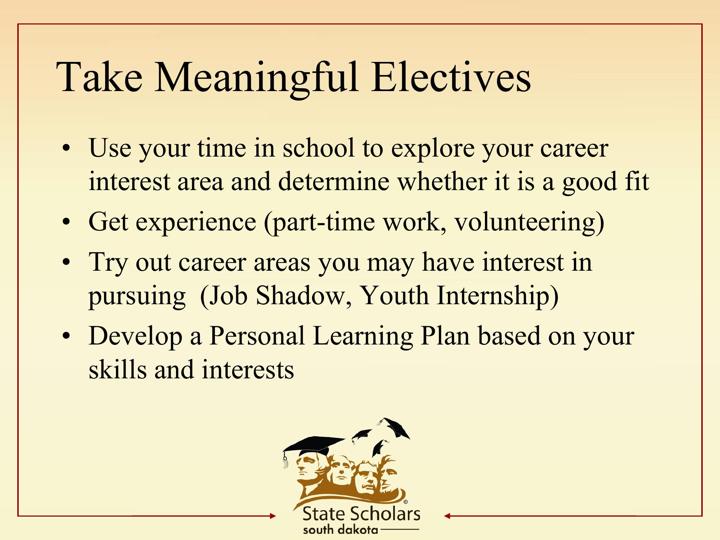 Take Meaningful Electives
• Use your time in school to explore your career
interest area and determine whether it is a good fit
• Get experience (part-time work, volunteering)
• Try out career areas you may have interest in
pursuing  (Job Shadow, Youth Internship)
• Develop a Personal Learning Plan based on your
skills and interests
©
State Scholars
south dakota